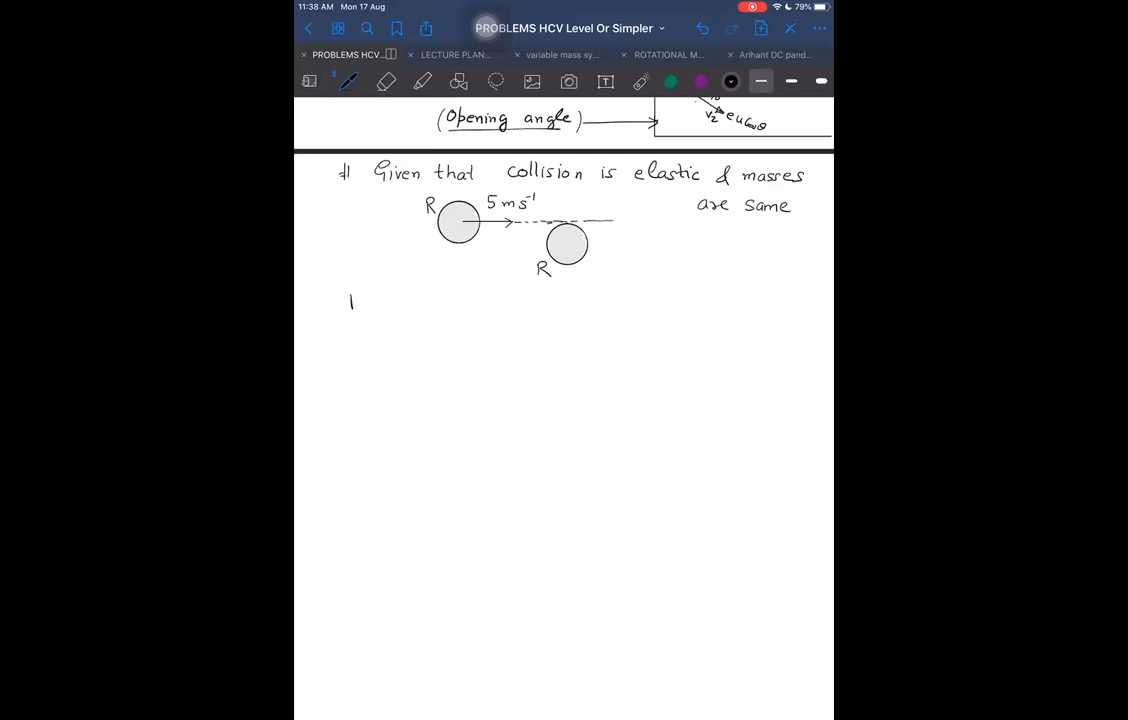 11:38 AM Mon 17 Aug
79%
PROBLEMS HCV Level Or Simpler
PROBLEMS HCV...
LECTURE PLAN...
variable mass sy...
ROTATIONAL M...
Arihant DC pand...
(Opening angle)
v2 eu cosθ
# Given that collision is elastic & masses
are same
R 5 ms⁻¹
R